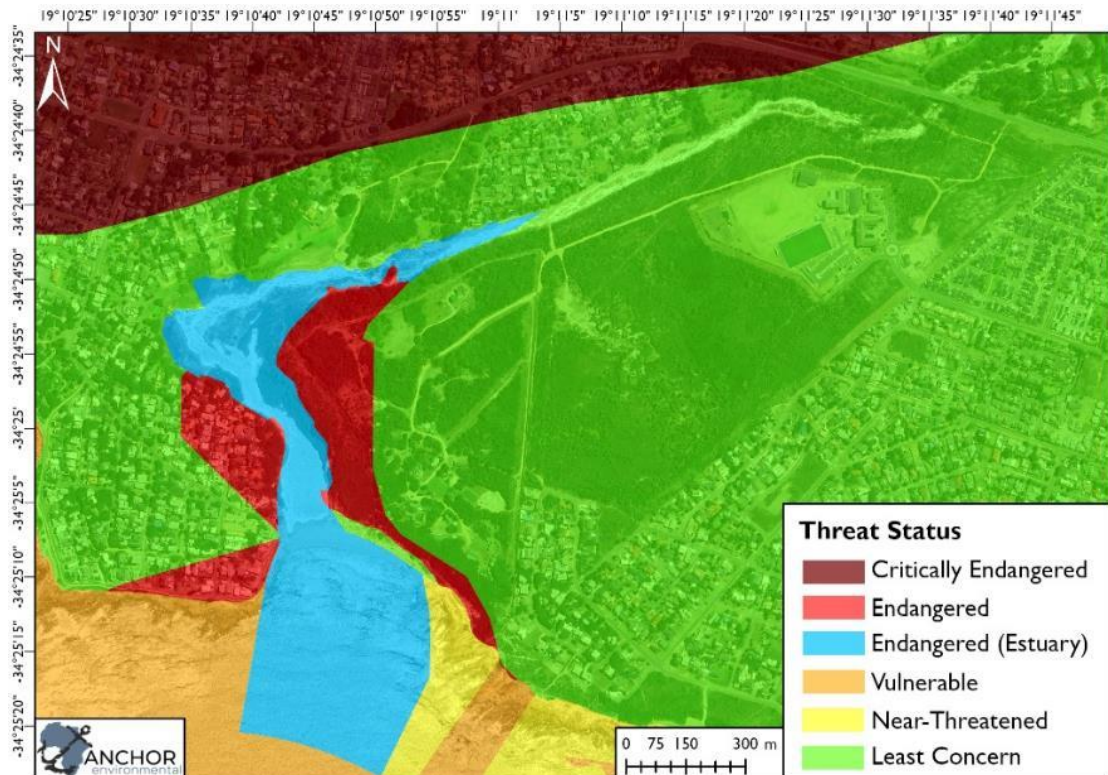 19°10'25" 19°10'30" 19°10'35" 19°10'40" 19°10'45" 19°10'50" 19°10'55" 19°11' 19°11'5" 19°11'10" 19°11'15" 19°11'20" 19°11'25" 19°11'30" 19°11'35" 19°11'40" 19°11'45"
N
-34°24'35"
-34°24'40"
-34°24'45"
-34°24'50"
-34°24'55"
-34°25'
-34°25'5"
-34°25'10"
-34°25'15"
-34°25'20"
Threat Status
Critically Endangered
Endangered
Endangered (Estuary)
Vulnerable
Near-Threatened
Least Concern
0 75 150 300 m
ANCHOR
environmental